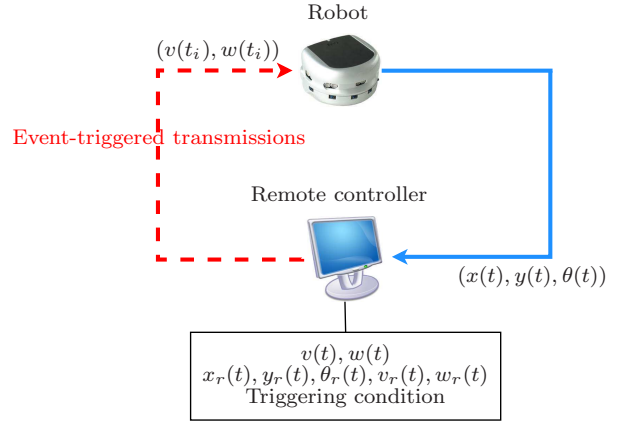 Robot
(v(t_i), w(t_i))
Event-triggered transmissions
Remote controller
(x(t), y(t), θ(t))
v(t), w(t)
x_r(t), y_r(t), θ_r(t), v_r(t), w_r(t)
Triggering condition